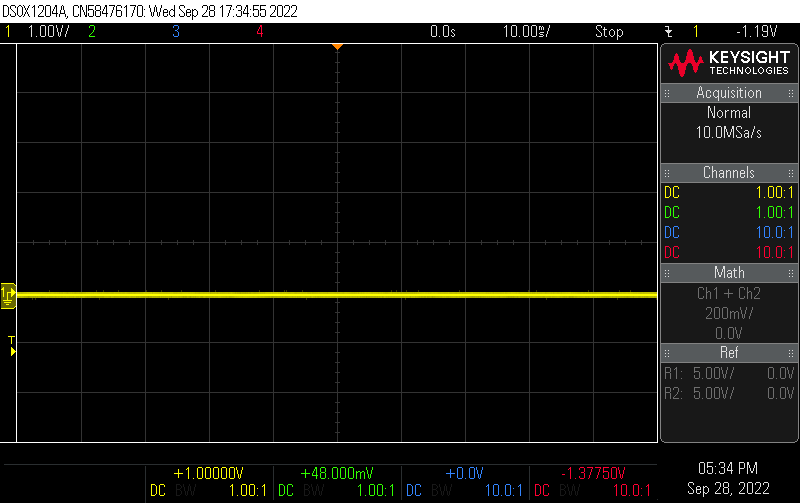 DSOX1204A, CN58476170: Wed Sep 28 17:34:55 2022
1 1.00V/ 2 3 4 0.0s 10.00ms/ Stop 1 -1.19V
KEYSIGHT
TECHNOLOGIES
Acquisition
Normal
10.0MSa/s
Channels
DC 1.00:1
DC 1.00:1
DC 10.0:1
DC 10.0:1
Math
Ch1 + Ch2
200mV/
0.0V
Ref
R1: 5.00V/ 0.0V
R2: 5.00V/ 0.0V
1
T
+1.00000V +48.000mV +0.0V -1.37750V
DC BW 1.00:1 DC BW 1.00:1 DC BW 10.0:1 DC BW 10.0:1
05:34 PM
Sep 28, 2022